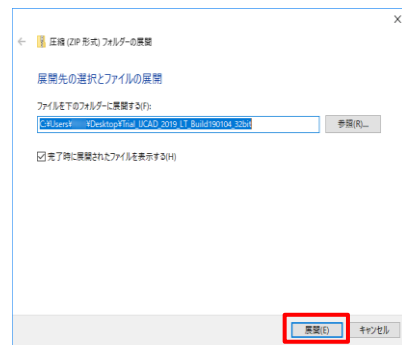 圧縮 (ZIP 形式) フォルダーの展開
展開先の選択とファイルの展開
ファイルを下のフォルダーに展開する(F):
C:¥Users¥ ¥Desktop¥Trial_UCAD_2019_LT_Build190104_32bit
参照(R)...
完了時に展開されたファイルを表示する(H)
展開(E)
キャンセル